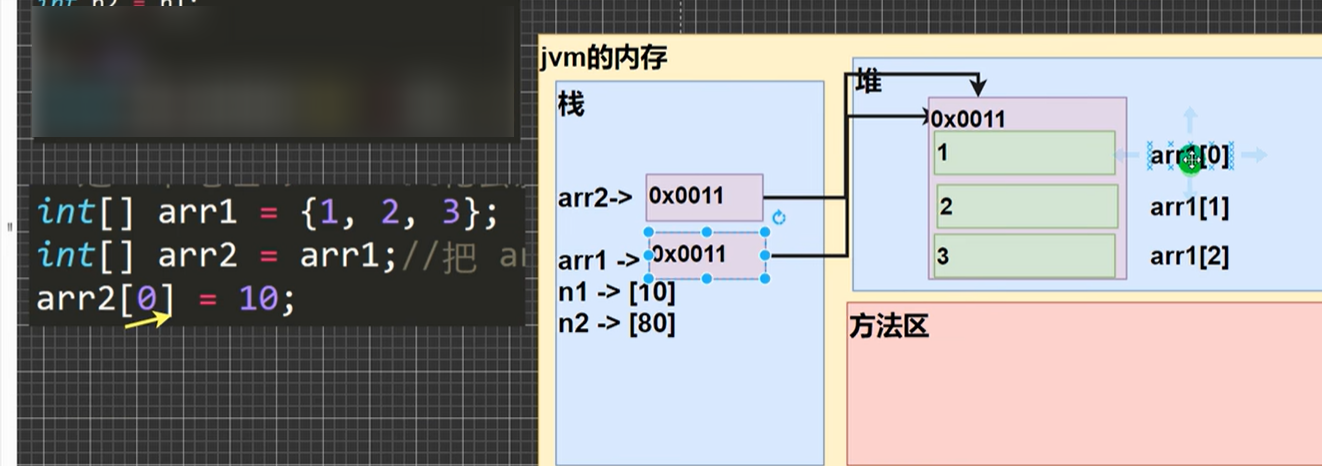 int[] arr1 = {1, 2, 3};
int[] arr2 = arr1;//把
arr2[0] = 10;
jvm的内存
栈
arr2-> 0x0011
arr1 -> 0x0011
n1 -> [10]
n2 -> [80]
堆
0x0011
1 arr1[0]
2 arr1[1]
3 arr1[2]
方法区